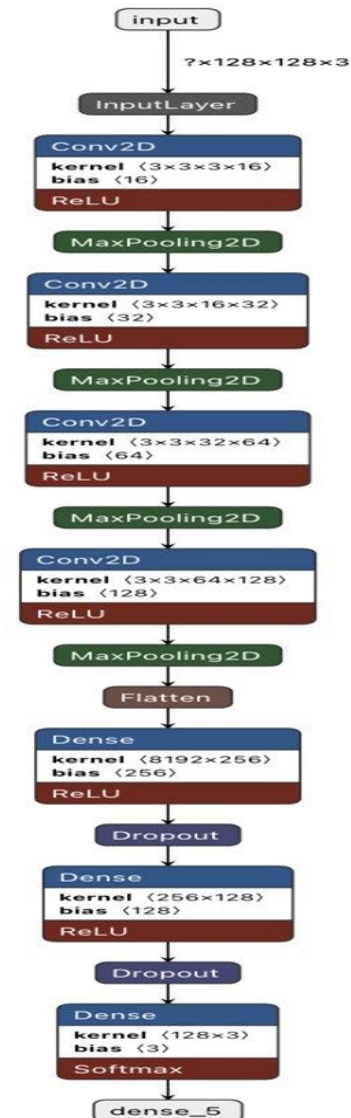 input
?×128×128×3
InputLayer
Conv2D
kernel ⟨3×3×3×16⟩
bias ⟨16⟩
ReLU
MaxPooling2D
Conv2D
kernel ⟨3×3×16×32⟩
bias ⟨32⟩
ReLU
MaxPooling2D
Conv2D
kernel ⟨3×3×32×64⟩
bias ⟨64⟩
ReLU
MaxPooling2D
Conv2D
kernel ⟨3×3×64×128⟩
bias ⟨128⟩
ReLU
MaxPooling2D
Flatten
Dense
kernel ⟨8192×256⟩
bias ⟨256⟩
ReLU
Dropout
Dense
kernel ⟨256×128⟩
bias ⟨128⟩
ReLU
Dropout
Dense
kernel ⟨128×3⟩
bias ⟨3⟩
Softmax
dense_5